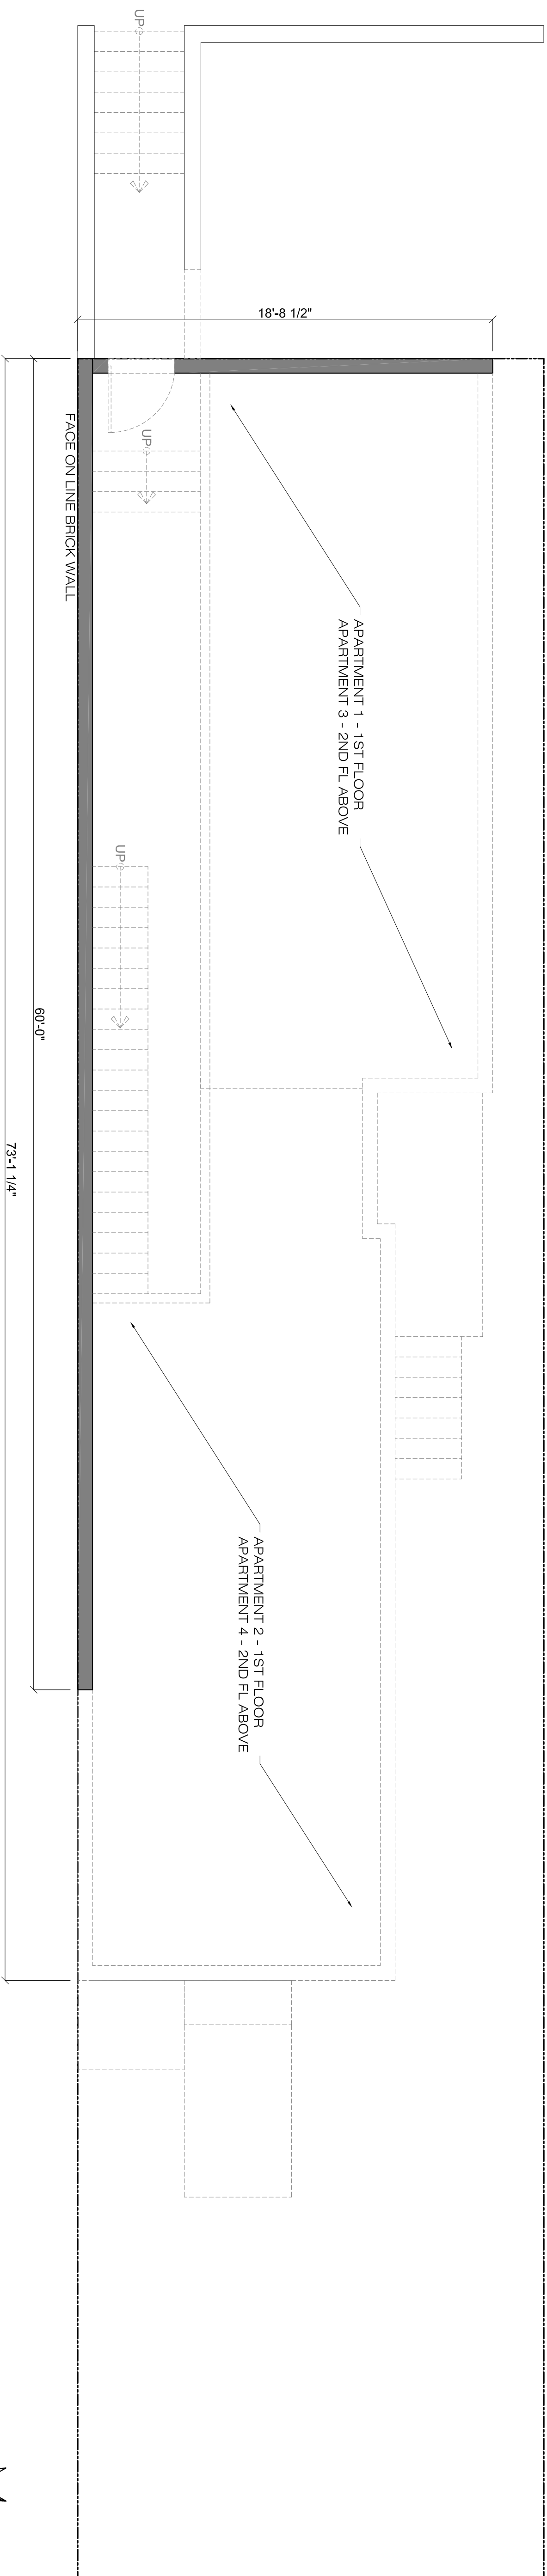 UP
18'-8 1/2"
UP
FACE ON LINE BRICK WALL
APARTMENT 1 - 1ST FLOOR
APARTMENT 3 - 2ND FL ABOVE
UP
60'-0"
73'-1 1/4"
APARTMENT 2 - 1ST FLOOR
APARTMENT 4 - 2ND FL ABOVE